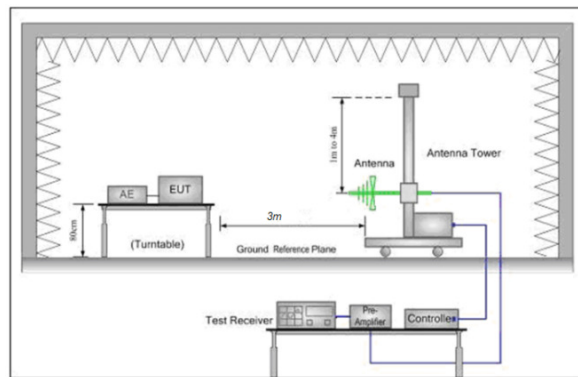 1m to 4m
Antenna
Antenna Tower
AE
EUT
3m
80cm
(Turntable)
Ground Reference Plane
Test Receiver
Pre-
Amplifier
Controller